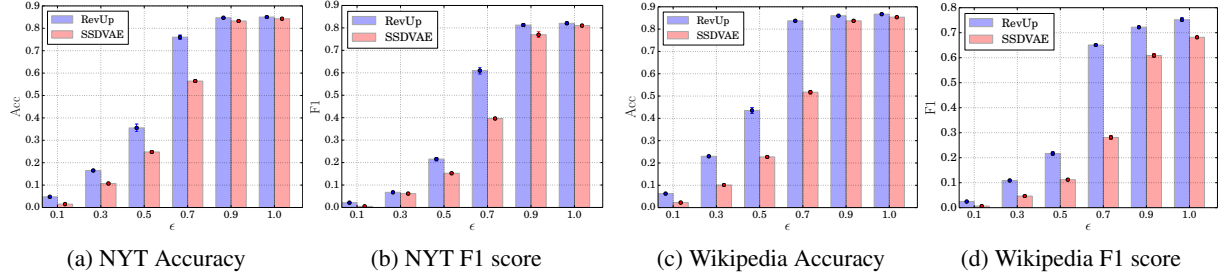 0.9
0.8
0.7
0.6
0.5
0.4
0.3
0.2
0.1
0.0
Acc
RevUp
SSDVAE
0.1 0.3 0.5 0.7 0.9 1.0
ϵ
(a) NYT Accuracy
0.9
0.8
0.7
0.6
0.5
0.4
0.3
0.2
0.1
0.0
F1
RevUp
SSDVAE
0.1 0.3 0.5 0.7 0.9 1.0
ϵ
(b) NYT F1 score
0.9
0.8
0.7
0.6
0.5
0.4
0.3
0.2
0.1
0.0
Acc
RevUp
SSDVAE
0.1 0.3 0.5 0.7 0.9 1.0
ϵ
(c) Wikipedia Accuracy
0.8
0.7
0.6
0.5
0.4
0.3
0.2
0.1
0.0
F1
RevUp
SSDVAE
0.1 0.3 0.5 0.7 0.9 1.0
ϵ
(d) Wikipedia F1 score